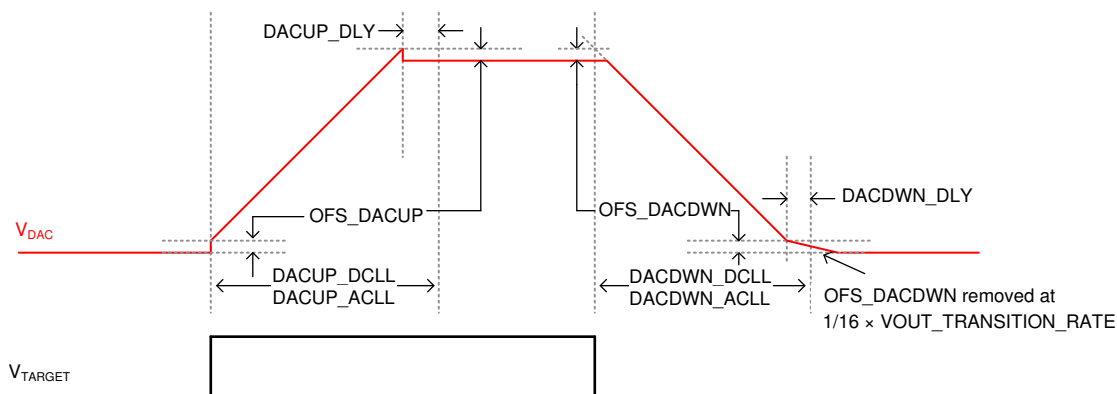 DACUP_DLY
DACDWN_DLY
OFS_DACUP
OFS_DACDWN
VDAC
DACUP_DCLL
DACUP_ACLL
DACDWN_DCLL
DACDWN_ACLL
OFS_DACDWN removed at
1/16 × VOUT_TRANSITION_RATE
VTARGET